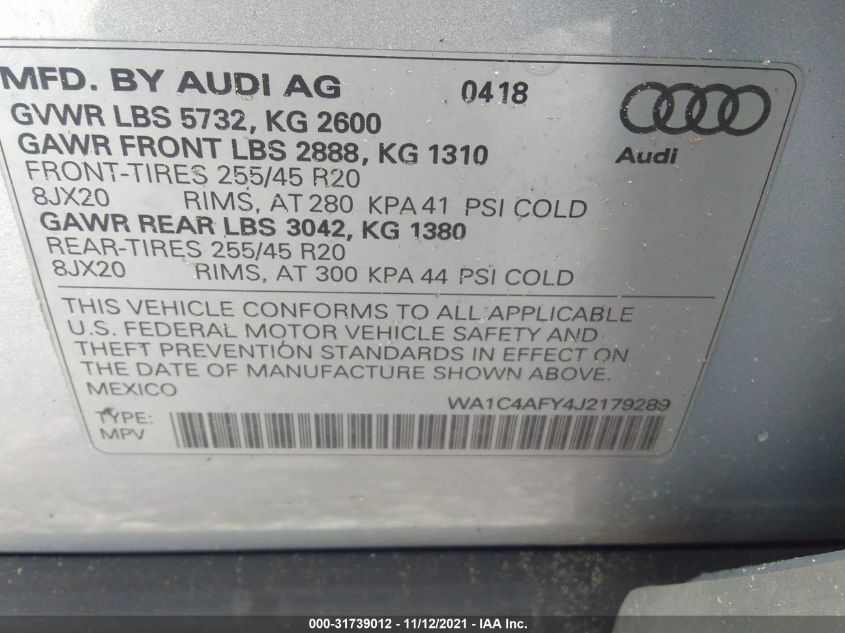 MFD. BY AUDI AG 0418
GVWR LBS 5732, KG 2600
GAWR FRONT LBS 2888, KG 1310
FRONT-TIRES 255/45 R20
8JX20 RIMS, AT 280 KPA 41 PSI COLD
GAWR REAR LBS 3042, KG 1380
REAR-TIRES 255/45 R20
8JX20 RIMS, AT 300 KPA 44 PSI COLD
Audi
THIS VEHICLE CONFORMS TO ALL APPLICABLE
U.S. FEDERAL MOTOR VEHICLE SAFETY AND
THEFT PREVENTION STANDARDS IN EFFECT ON
THE DATE OF MANUFACTURE SHOWN ABOVE.
MEXICO
WA1C4AFY4J2179289
TYPE:
MPV
000-31739012 - 11/12/2021 - IAA Inc.